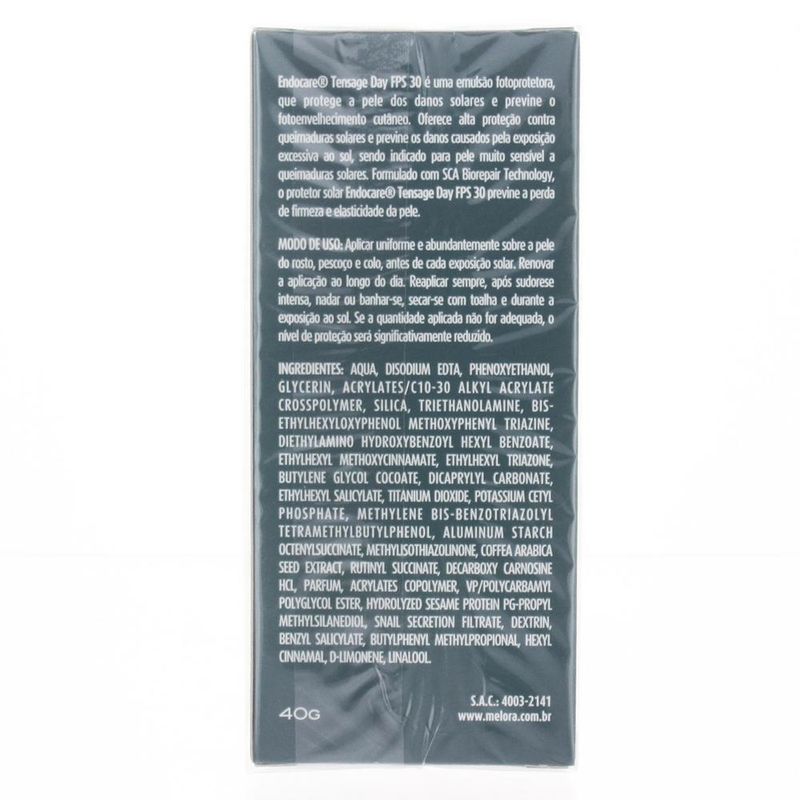 Endocare® Tensage Day FPS 30 é uma emulsão fotoprotetora,
que protege a pele dos danos solares e previne o
fotoenvelhecimento cutâneo. Oferece alta proteção contra
queimaduras solares e previne os danos causados pela exposição
excessiva ao sol, sendo indicado para pele muito sensível a
queimaduras solares. Formulado com SCA Biorepair Technology,
o protetor solar Endocare® Tensage Day FPS 30 previne a perda
de firmeza e elasticidade da pele.
MODO DE USO: Aplicar uniforme e abundantemente sobre a pele
do rosto, pescoço e colo, antes de cada exposição solar. Renovar
a aplicação ao longo do dia. Reaplicar sempre, após sudorese
intensa, nadar ou banhar-se, secar-se com toalha e durante a
exposição ao sol. Se a quantidade aplicada não for adequada, o
nível de proteção será significativamente reduzido.
INGREDIENTES: AQUA, DISODIUM EDTA, PHENOXYETHANOL,
GLYCERIN, ACRYLATES/C10-30 ALKYL ACRYLATE
CROSSPOLYMER, SILICA, TRIETHANOLAMINE, BIS-
ETHYLHEXYLOXYPHENOL METHOXYPHENYL TRIAZINE,
DIETHYLAMINO HYDROXYBENZOYL HEXYL BENZOATE,
ETHYLHEXYL METHOXYCINNAMATE, ETHYLHEXYL TRIAZONE,
BUTYLENE GLYCOL COCOATE, DICAPRYLYL CARBONATE,
ETHYLHEXYL SALICYLATE, TITANIUM DIOXIDE, POTASSIUM CETYL
PHOSPHATE, METHYLENE BIS-BENZOTRIAZOLYL
TETRAMETHYLBUTYLPHENOL, ALUMINUM STARCH
OCTENYLSUCCINATE, METHYLISOTHIAZOLINONE, COFFEA ARABICA
SEED EXTRACT, RUTINYL SUCCINATE, DECARBOXY CARNOSINE
HCL, PARFUM, ACRYLATES COPOLYMER, VP/POLYCARBAMYL
POLYGLYCOL ESTER, HYDROLYZED SESAME PROTEIN PG-PROPYL
METHYLSILANEDIOL, SNAIL SECRETION FILTRATE, DEXTRIN,
BENZYL SALICYLATE, BUTYLPHENYL METHYLPROPIONAL, HEXYL
CINNAMAL, D-LIMONENE, LINALOOL.
S.A.C.: 4003-2141
40G
www.melora.com.br